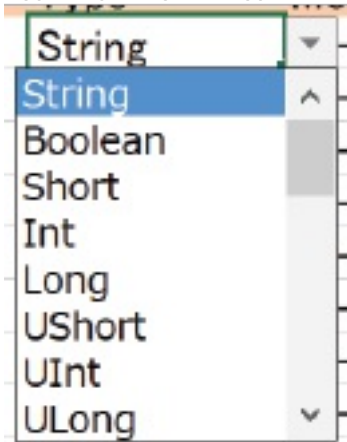 String
String
Boolean
Short
Int
Long
UShort
UInt
ULong